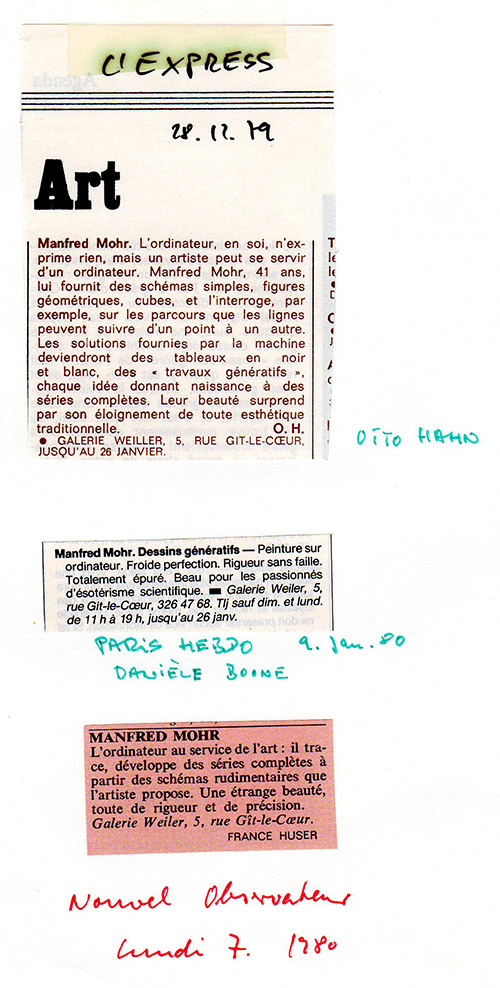 L'EXPRESS
28.12.79
Art
Manfred Mohr. L'ordinateur, en soi, n'ex-
prime rien, mais un artiste peut se servir
d'un ordinateur. Manfred Mohr, 41 ans,
lui fournit des schémas simples, figures
géométriques, cubes, et l'interroge, par
exemple, sur les parcours que les lignes
peuvent suivre d'un point à un autre.
Les solutions fournies par la machine
deviendront des tableaux en noir
et blanc, des « travaux génératifs »,
chaque idée donnant naissance à des
séries complètes. Leur beauté surprend
par son éloignement de toute esthétique
traditionnelle. O. H.
● GALERIE WEILLER, 5, RUE GIT-LE-CŒUR,
JUSQU'AU 26 JANVIER.
OTTO HAHN
Manfred Mohr. Dessins génératifs — Peinture sur
ordinateur. Froide perfection. Rigueur sans faille.
Totalement épuré. Beau pour les passionnés
d'ésotérisme scientifique. ■ Galerie Weiler, 5,
rue Git-le-Cœur, 326 47 68. Tlj sauf dim. et lund.
de 11 h à 19 h, jusqu'au 26 janv.
PARIS HEBDO 9. Jan. 80
DANIÈLE BOONE
MANFRED MOHR
L'ordinateur au service de l'art : il tra-
ce, développe des séries complètes à
partir des schémas rudimentaires que
l'artiste propose. Une étrange beauté,
toute de rigueur et de précision.
Galerie Weiler, 5, rue Gît-le-Cœur.
FRANCE HUSER
Nouvel Observateur
lundi 7. 1980